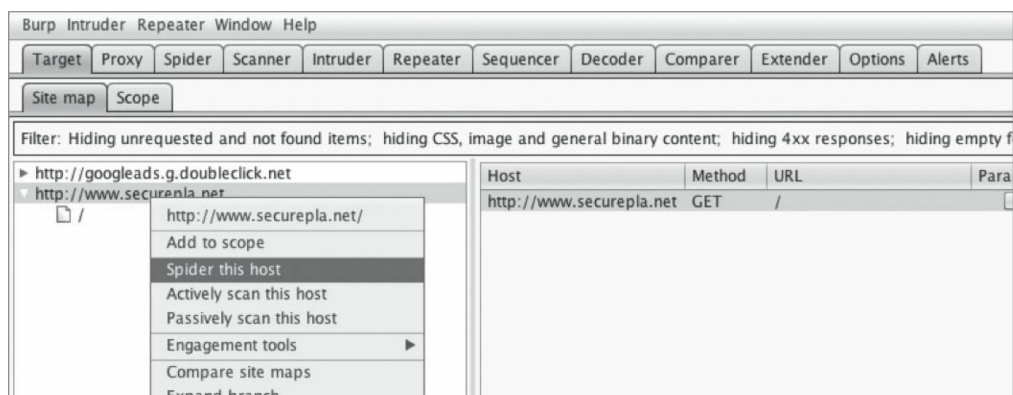 Burp Intruder Repeater Window Help
Target Proxy Spider Scanner Intruder Repeater Sequencer Decoder Comparer Extender Options Alerts
Site map Scope
Filter: Hiding unrequested and not found items; hiding CSS, image and general binary content; hiding 4xx responses; hiding empty f
http://googleads.g.doubleclick.net
http://www.securepla.net
/
http://www.securepla.net/
Add to scope
Spider this host
Actively scan this host
Passively scan this host
Engagement tools
Compare site maps
Expand branch
Host Method URL Para
http://www.securepla.net GET /